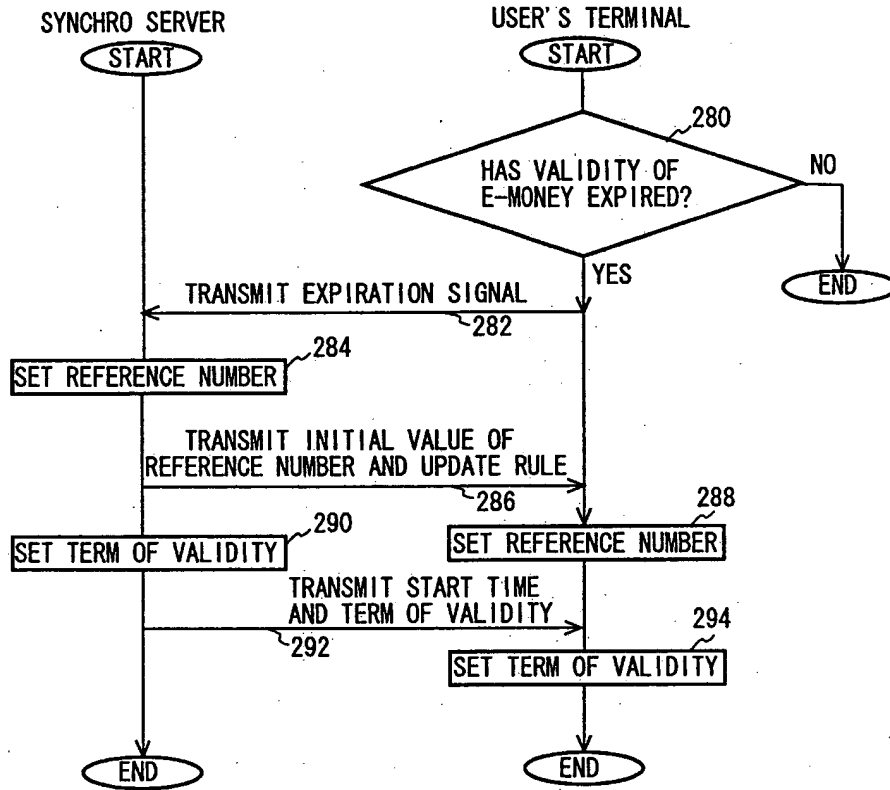 SYNCHRO SERVER
USER'S TERMINAL
START
START
280
HAS VALIDITY OF
E-MONEY EXPIRED?
NO
YES
END
TRANSMIT EXPIRATION SIGNAL
282
284
SET REFERENCE NUMBER
TRANSMIT INITIAL VALUE OF
REFERENCE NUMBER AND UPDATE RULE
286
288
290
SET REFERENCE NUMBER
SET TERM OF VALIDITY
TRANSMIT START TIME
AND TERM OF VALIDITY
292
294
SET TERM OF VALIDITY
END
END